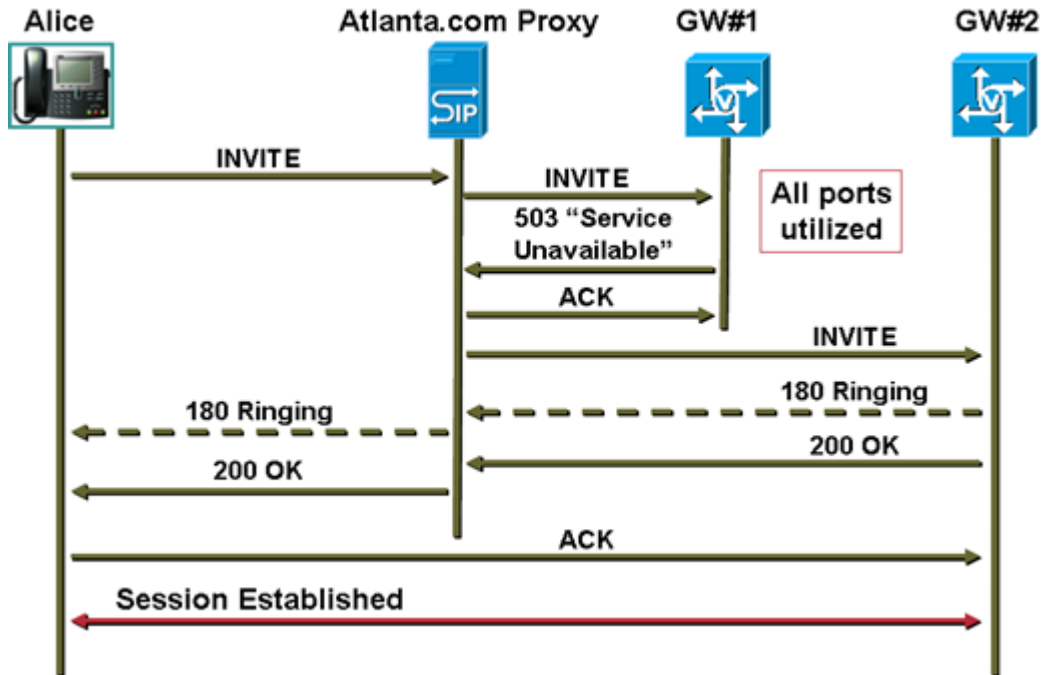 Alice
Atlanta.com Proxy
GW#1
GW#2
SIP
V
V
INVITE
INVITE
All ports
utilized
503 “Service
Unavailable”
ACK
INVITE
180 Ringing
180 Ringing
200 OK
200 OK
ACK
Session Established